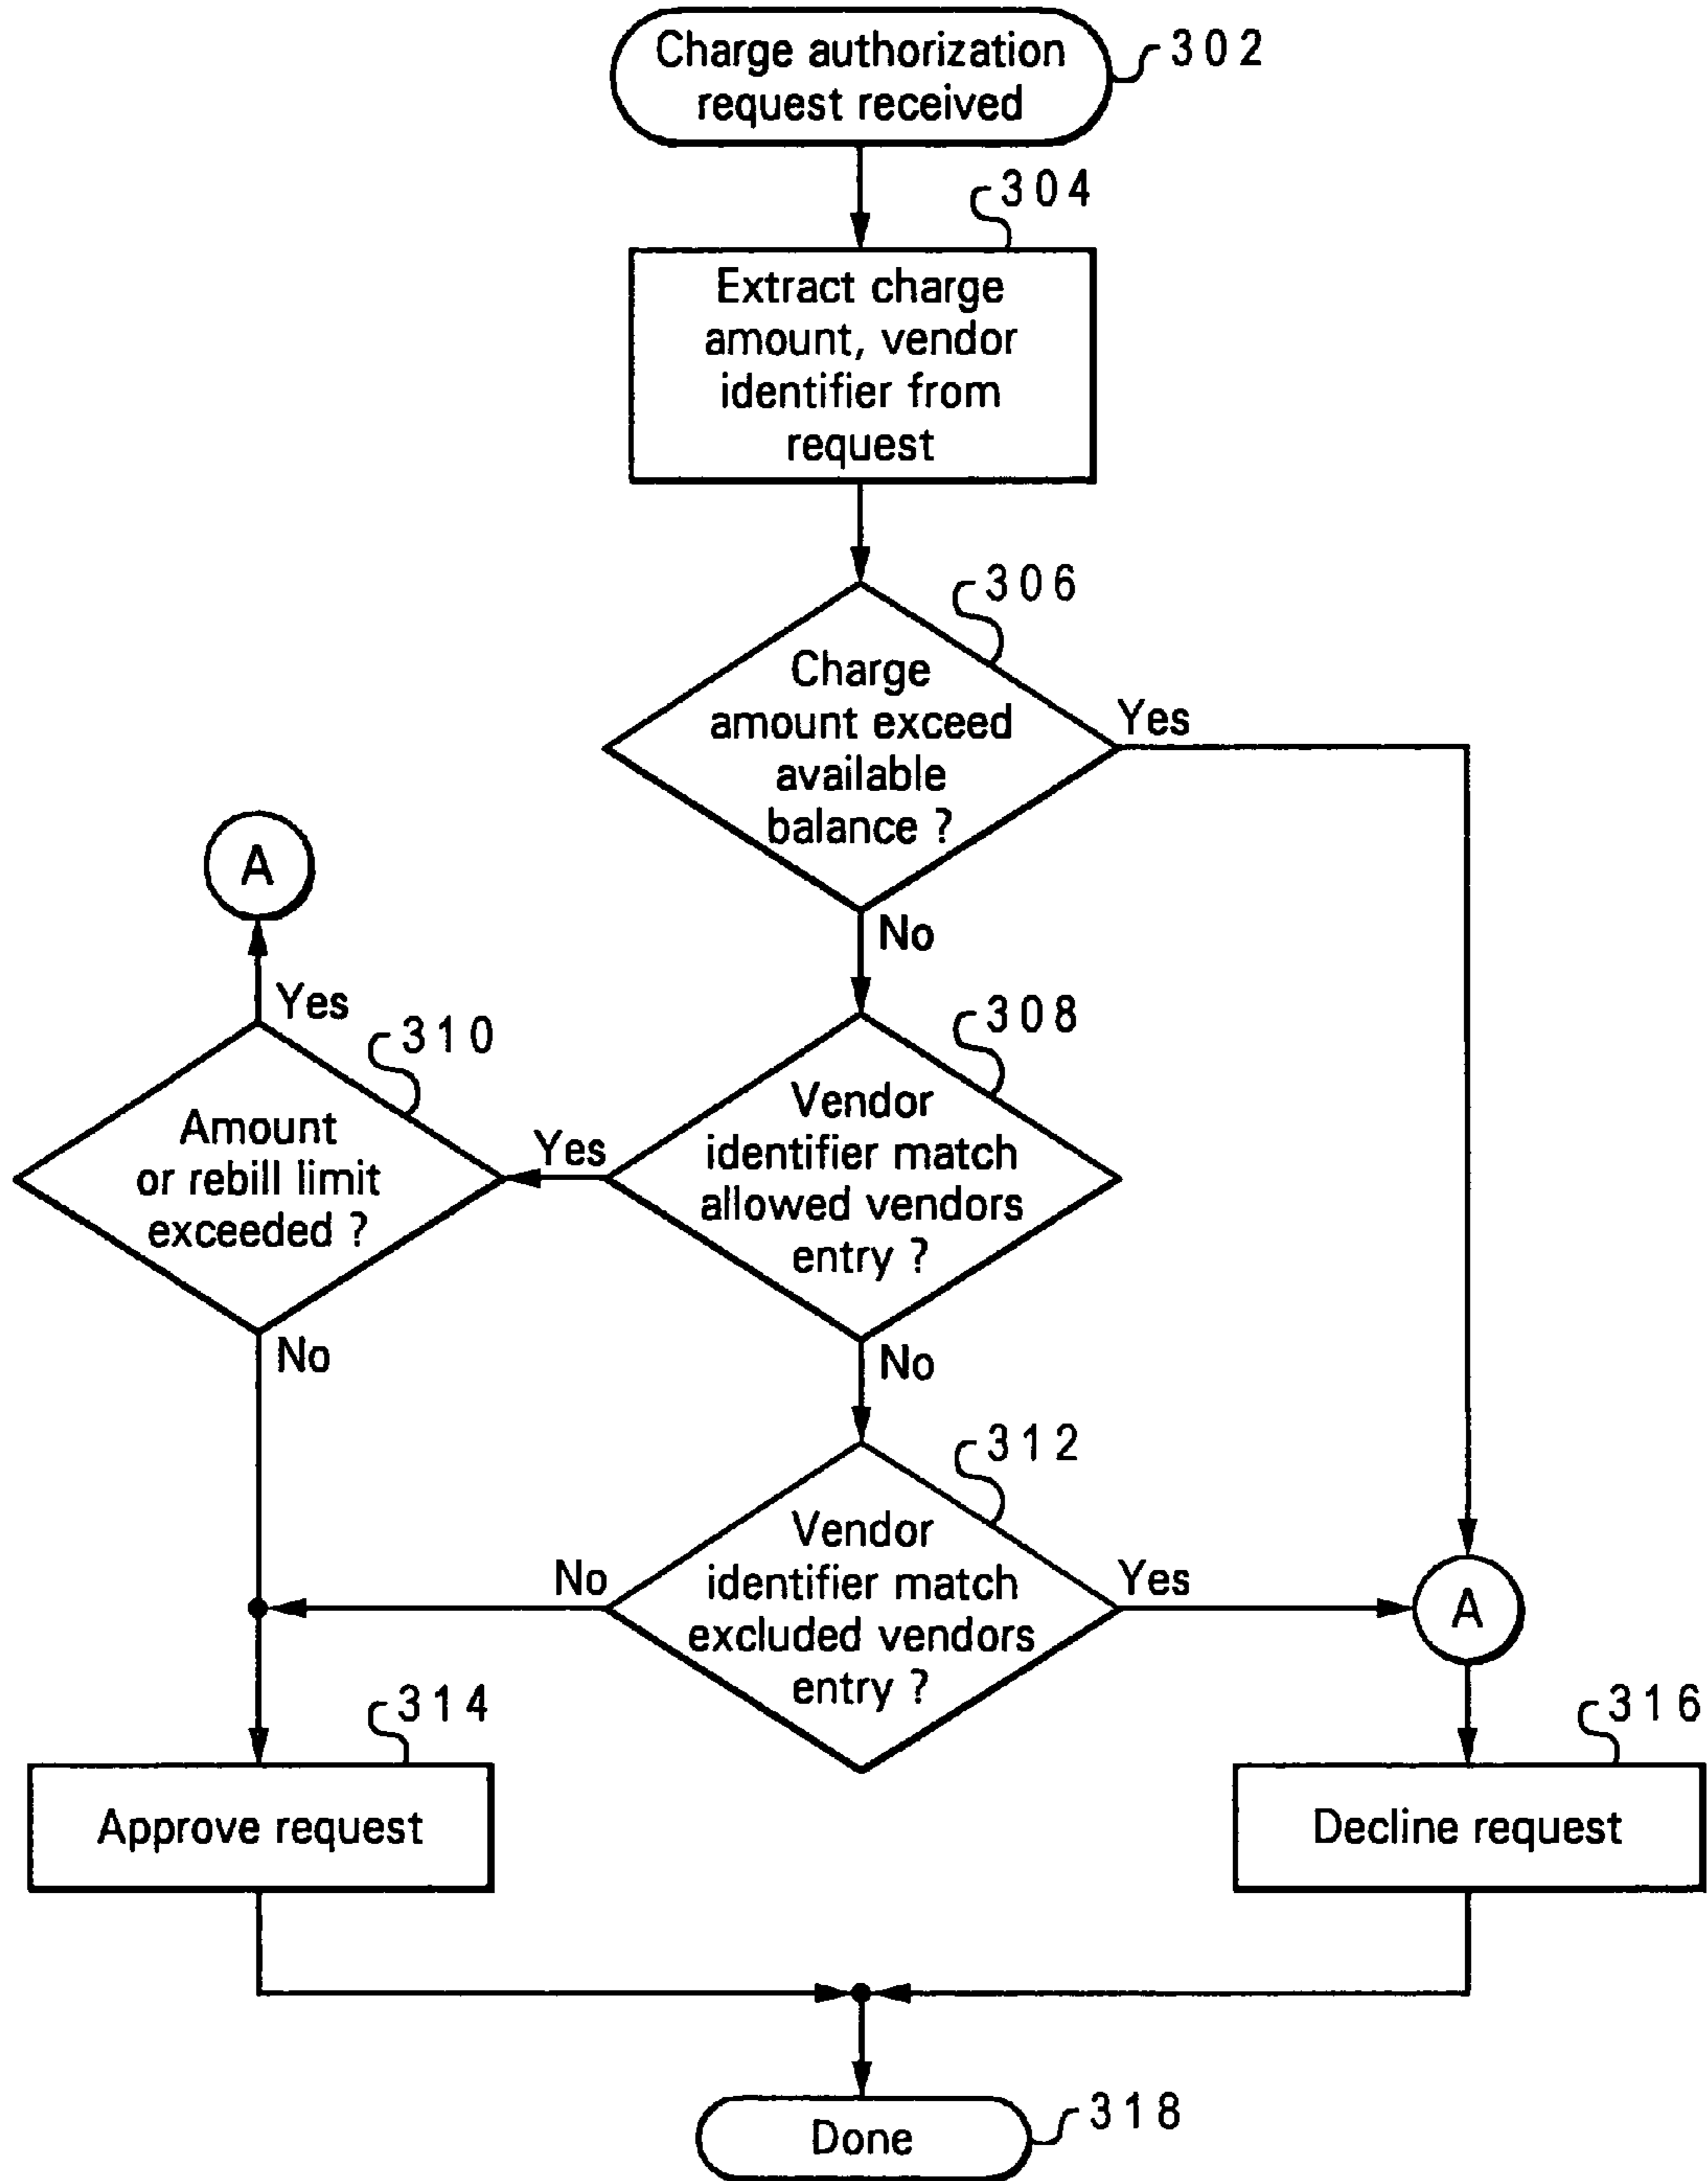 Charge authorization
request received
302
304
Extract charge
amount, vendor
identifier from
request
306
Charge
amount exceed
available
balance ?
Yes
No
A
Yes
310
Amount
or rebill limit
exceeded ?
No
308
Vendor
identifier match
allowed vendors
entry ?
Yes
No
312
Vendor
identifier match
excluded vendors
entry ?
No
Yes
A
314
Approve request
316
Decline request
Done
318